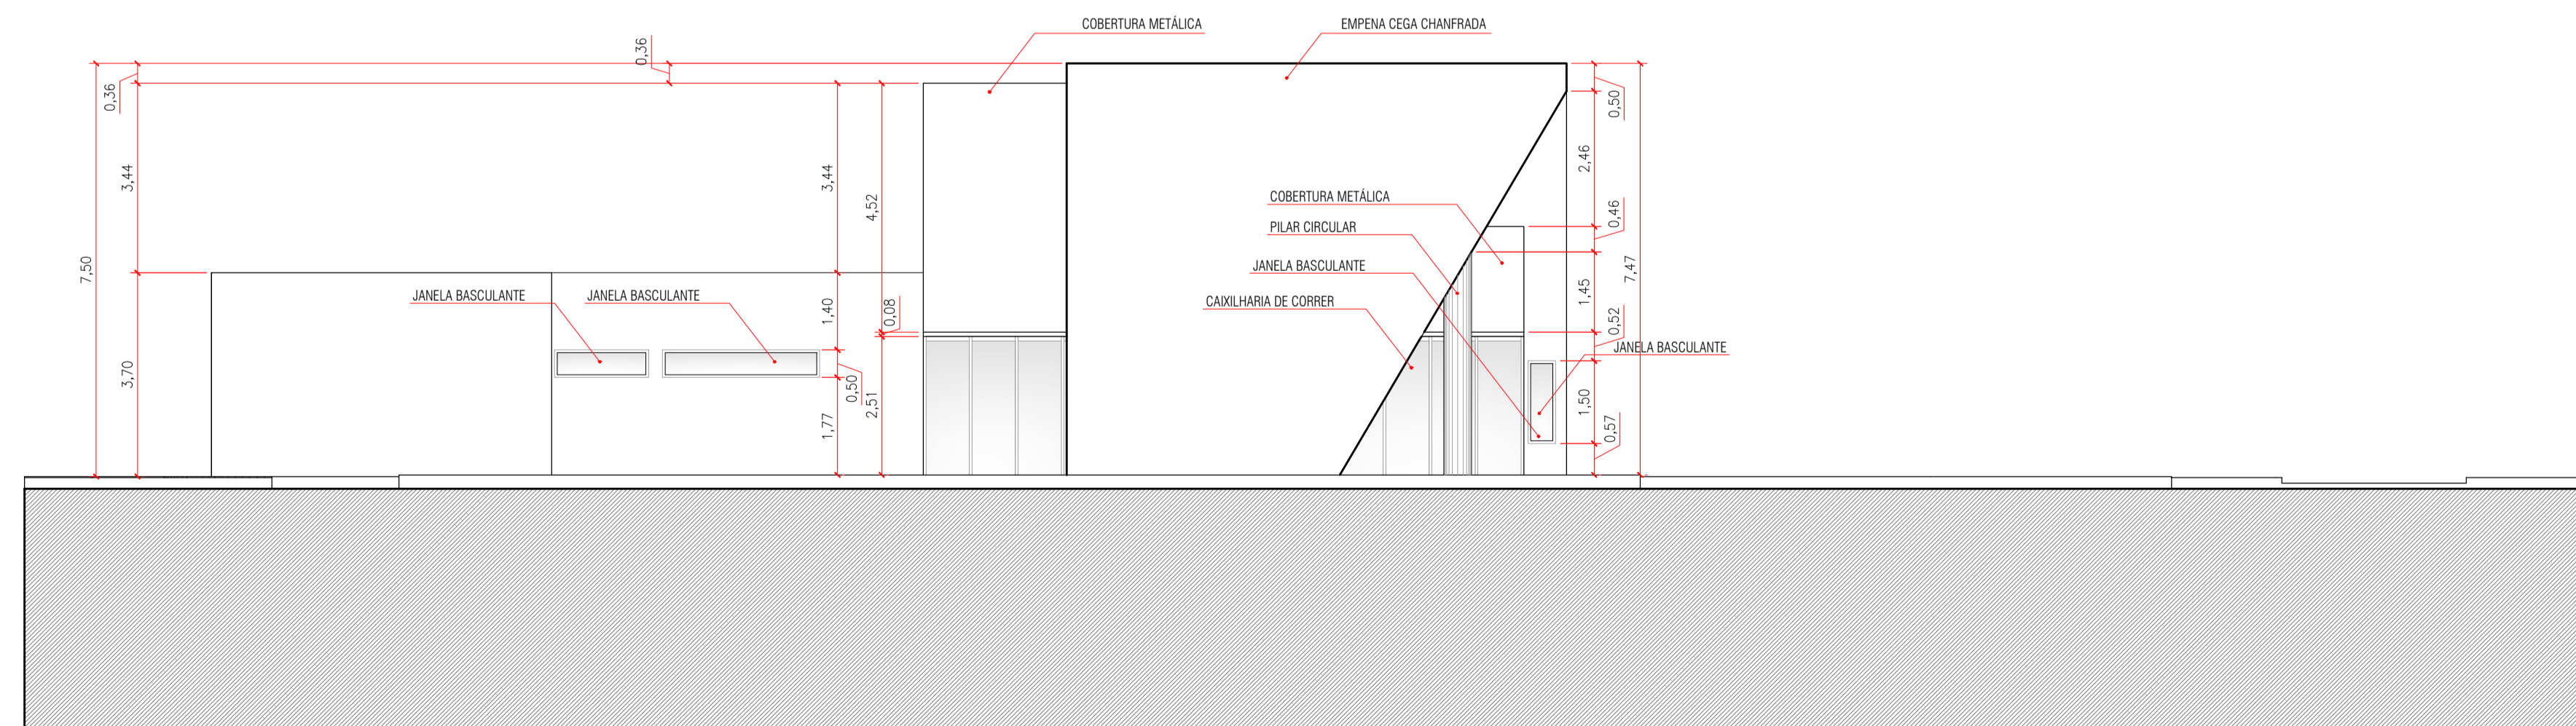 COBERTURA METÁLICA
EMPENA CEGA CHANFRADA
0,36
0,36
0,50
3,44
3,44
4,52
2,46
0,46
COBERTURA METÁLICA
PILAR CIRCULAR
JANELA BASCULANTE
CAIXILHARIA DE CORRER
7,50
7,47
JANELA BASCULANTE
JANELA BASCULANTE
1,40
0,08
1,45
0,52
JANELA BASCULANTE
3,70
0,50
2,51
1,77
1,50
0,57